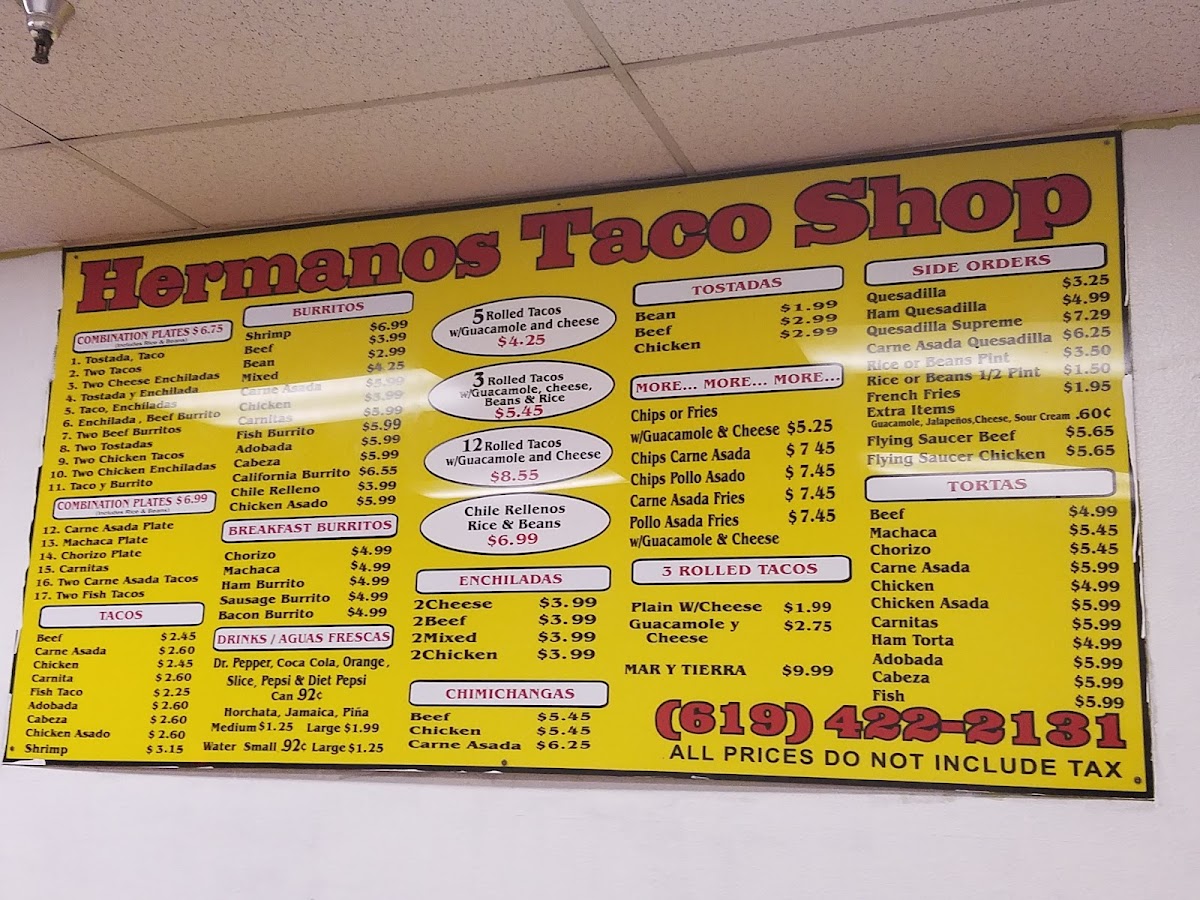 Hermanos Taco Shop
COMBINATION PLATES $6.75
(Includes Rice & Beans)
1. Tostada, Taco
2. Two Tacos
3. Two Cheese Enchiladas
4. Tostada y Enchilada
5. Taco, Enchiladas
6. Enchilada, Beef Burrito
7. Two Beef Burritos
8. Two Tostadas
9. Two Chicken Tacos
10. Two Chicken Enchiladas
11. Taco y Burrito
COMBINATION PLATES $6.99
(Includes Rice & Beans)
12. Carne Asada Plate
13. Machaca Plate
14. Chorizo Plate
15. Carnitas
16. Two Carne Asada Tacos
17. Two Fish Tacos
TACOS
Beef $2.45
Carne Asada $2.60
Chicken $2.45
Carnita $2.60
Fish Taco $2.25
Adobada $2.60
Cabeza $2.60
Chicken Asado $2.60
Shrimp $3.15
BURRITOS
Shrimp $6.99
Beef $3.99
Bean $2.99
Mixed $4.25
Carne Asada $5.99
Chicken $3.99
Carnitas $5.99
Fish Burrito $5.99
Adobada $5.99
Cabeza $5.99
California Burrito $6.55
Chile Relleno $3.99
Chicken Asado $5.99
BREAKFAST BURRITOS
Chorizo $4.99
Machaca $4.99
Ham Burrito $4.99
Sausage Burrito $4.99
Bacon Burrito $4.99
DRINKS / AGUAS FRESCAS
Dr. Pepper, Coca Cola, Orange,
Slice, Pepsi & Diet Pepsi
Can .92¢
Horchata, Jamaica, Piña
Medium $1.25 Large $1.99
Water Small .92¢ Large $1.25
5 Rolled Tacos
w/Guacamole and cheese
$4.25
3 Rolled Tacos
w/Guacamole, cheese,
Beans & Rice
$5.45
12 Rolled Tacos
w/Guacamole and Cheese
$8.55
Chile Rellenos
Rice & Beans
$6.99
ENCHILADAS
2Cheese $3.99
2Beef $3.99
2Mixed $3.99
2Chicken $3.99
CHIMICHANGAS
Beef $5.45
Chicken $5.45
Carne Asada $6.25
TOSTADAS
Bean $1.99
Beef $2.99
Chicken $2.99
MORE... MORE... MORE...
Chips or Fries
w/Guacamole & Cheese $5.25
Chips Carne Asada $7 45
Chips Pollo Asado $7.45
Carne Asada Fries $7.45
Pollo Asada Fries $7.45
w/Guacamole & Cheese
3 ROLLED TACOS
Plain W/Cheese $1.99
Guacamole y $2.75
Cheese
MAR Y TIERRA $9.99
SIDE ORDERS
Quesadilla $3.25
Ham Quesadilla $4.99
Quesadilla Supreme $7.29
Carne Asada Quesadilla $6.25
Rice or Beans Pint $3.50
Rice or Beans 1/2 Pint $1.50
French Fries $1.95
Extra Items
Guacamole, Jalapeños,Cheese, Sour Cream .60¢
Flying Saucer Beef $5.65
Flying Saucer Chicken $5.65
TORTAS
Beef $4.99
Machaca $5.45
Chorizo $5.45
Carne Asada $5.99
Chicken $4.99
Chicken Asada $5.99
Carnitas $5.99
Ham Torta $4.99
Adobada $5.99
Cabeza $5.99
Fish $5.99
(619) 422-2131
ALL PRICES DO NOT INCLUDE TAX